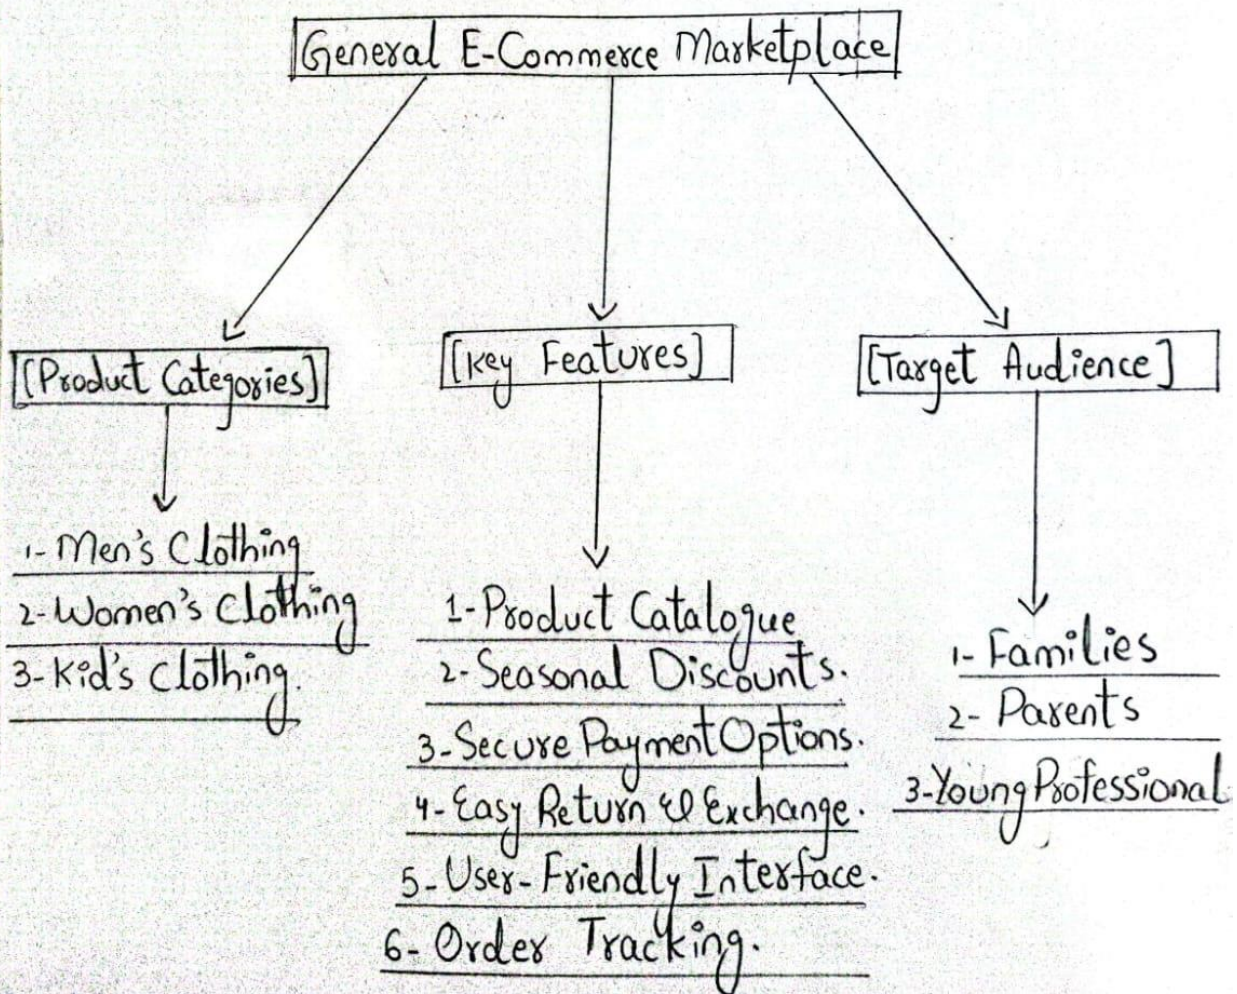 General E-Commerce Marketplace
[Product Categories]
1- Men's Clothing
2- Women's Clothing
3- Kid's Clothing.
[Key Features]
1- Product Catalogue
2- Seasonal Discounts.
3- Secure Payment Options.
4- Easy Return & Exchange.
5- User-Friendly Interface.
6- Order Tracking.
[Target Audience]
1- Families
2- Parents
3- Young Professional